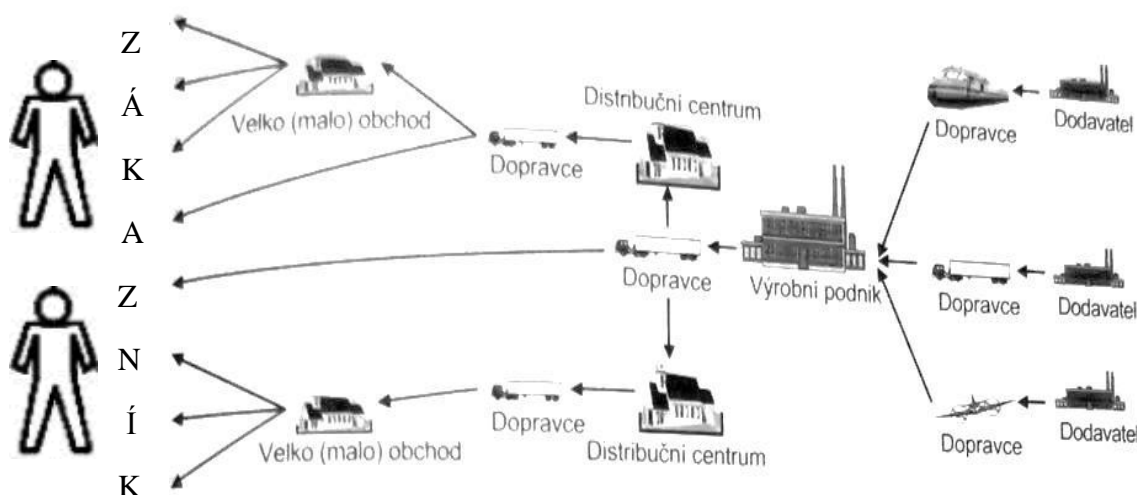 Z
Á
K
A
Z
N
Í
K
Velko (malo) obchod
Dopravce
Distribuční centrum
Dopravce
Výrobní podnik
Dopravce
Dodavatel
Dopravce
Dodavatel
Dopravce
Dodavatel
Velko (malo) obchod
Dopravce
Distribuční centrum